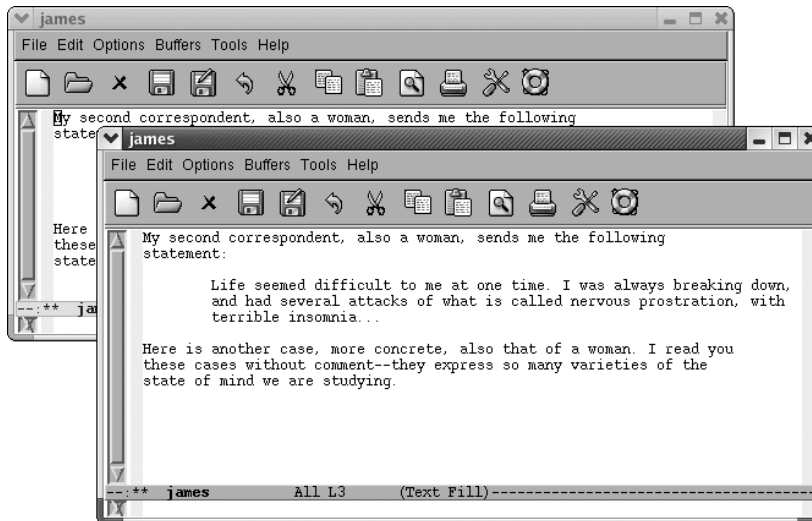 james
File Edit Options Buffers Tools Help
My second correspondent, also a woman, sends me the following
state
Here
these
state
--:** jam
james
File Edit Options Buffers Tools Help
My second correspondent, also a woman, sends me the following
statement:
Life seemed difficult to me at one time. I was always breaking down,
and had several attacks of what is called nervous prostration, with
terrible insomnia...
Here is another case, more concrete, also that of a woman. I read you
these cases without comment--they express so many varieties of the
state of mind we are studying.
--:** james All L3 (Text Fill)--------------------------------------